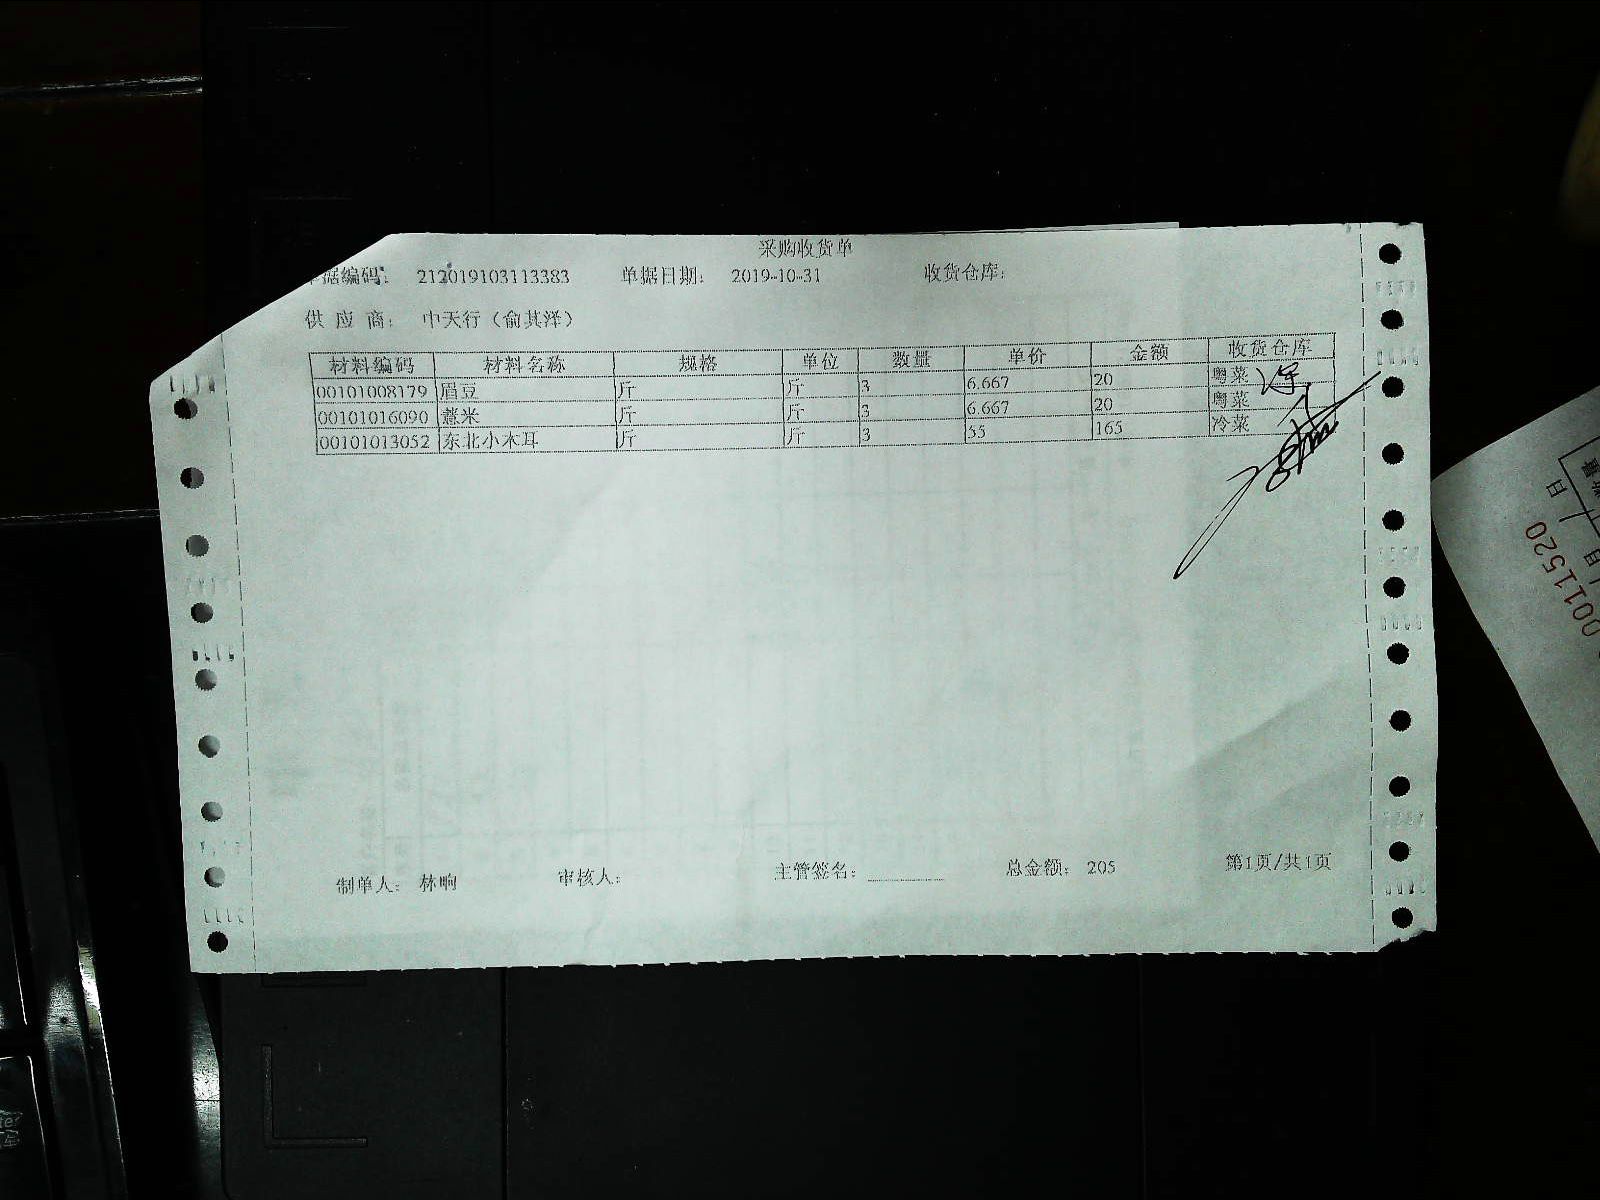 采购收货单
据编码: 212019103113383 单据日期: 2019-10-31 收货仓库:
供应商: 中天行（俞其洋）
材料编码 材料名称 规格 单位 数量 单价 金额 收货仓库
00101008179 眉豆 斤 斤 3 6.667 20 粤菜
00101016090 薏米 斤 斤 3 6.667 20 粤菜
00101013052 东北小木耳 斤 斤 3 55 165 冷菜
制单人: 林响 审核人: 主管签名: 总金额: 205 第1页/共1页
日
0011520